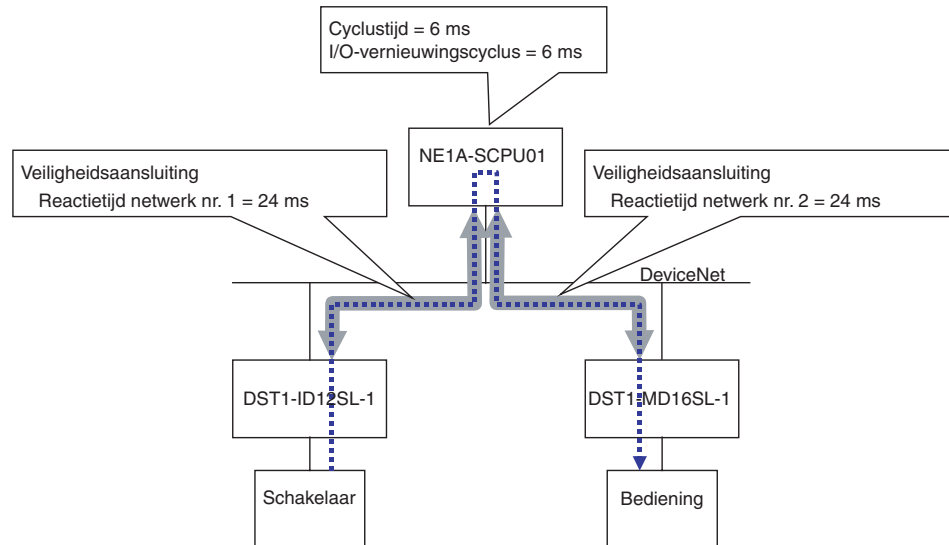 Cyclustijd = 6 ms
I/O-vernieuwingscyclus = 6 ms
NE1A-SCPU01
Veiligheidsaansluiting
Reactietijd netwerk nr. 1 = 24 ms
Veiligheidsaansluiting
Reactietijd netwerk nr. 2 = 24 ms
DeviceNet
DST1-ID12SL-1
DST1-MD16SL-1
Schakelaar
Bediening